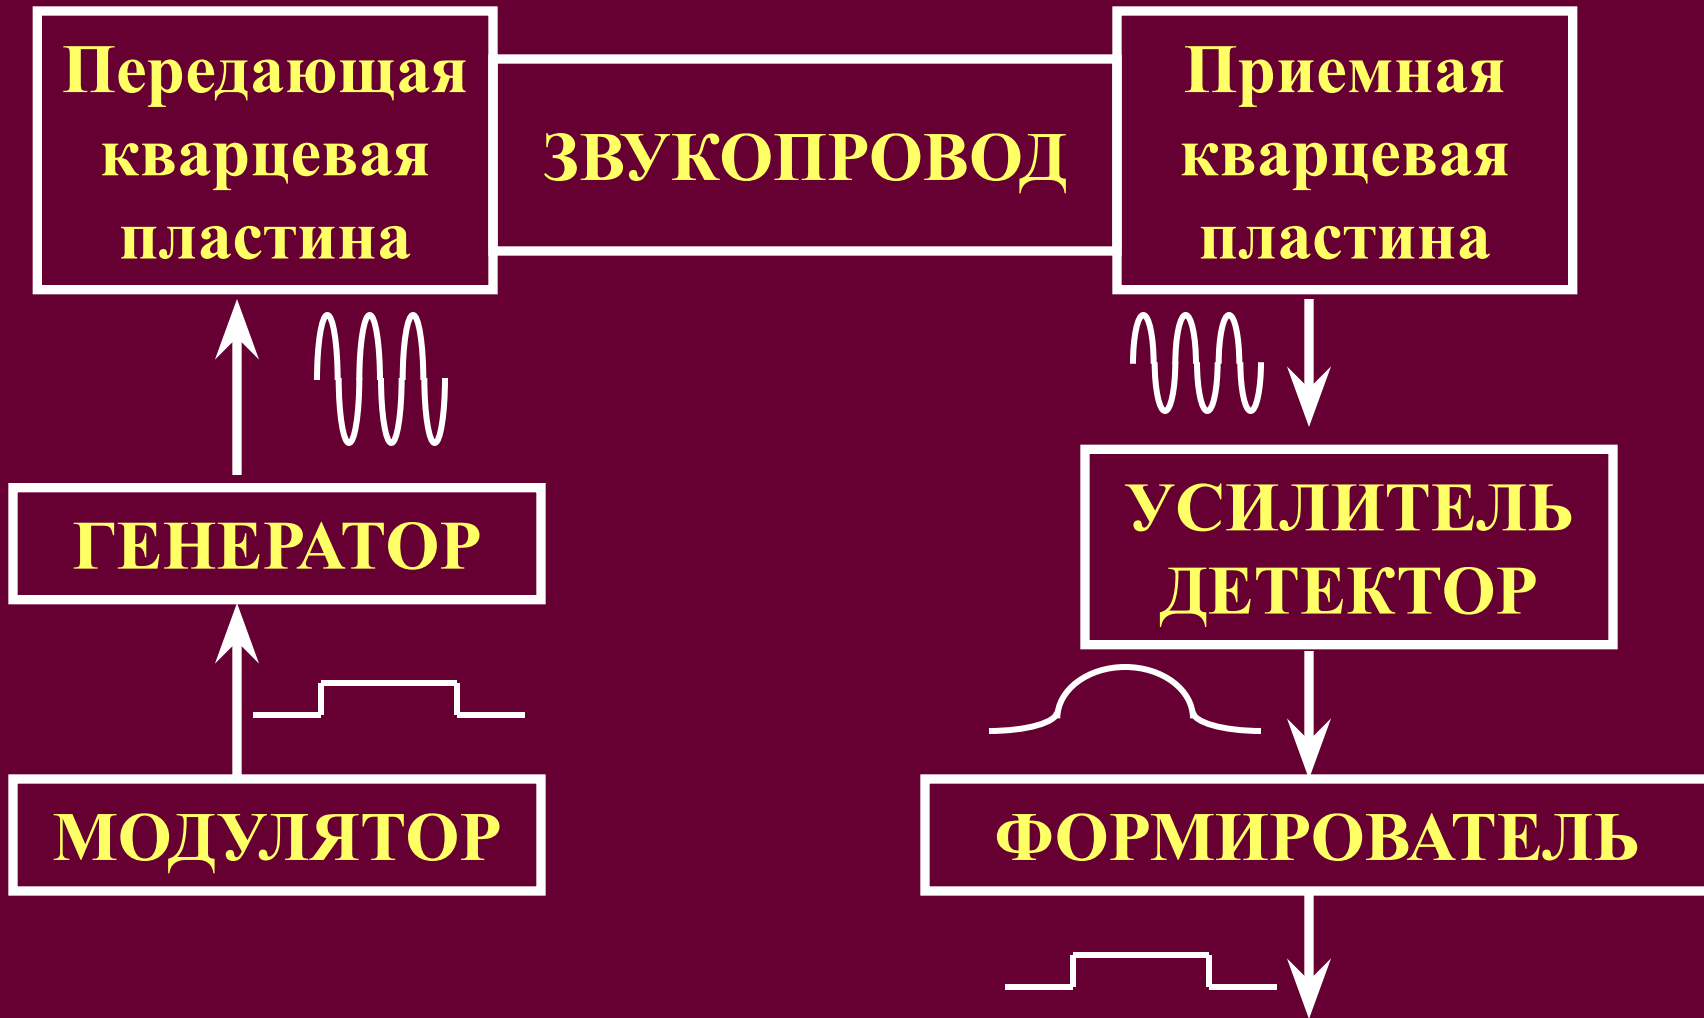 Передающая
кварцевая
пластина
ЗВУКОПРОВОД
Приемная
кварцевая
пластина
ГЕНЕРАТОР
УСИЛИТЕЛЬ
ДЕТЕКТОР
МОДУЛЯТОР
ФОРМИРОВАТЕЛЬ